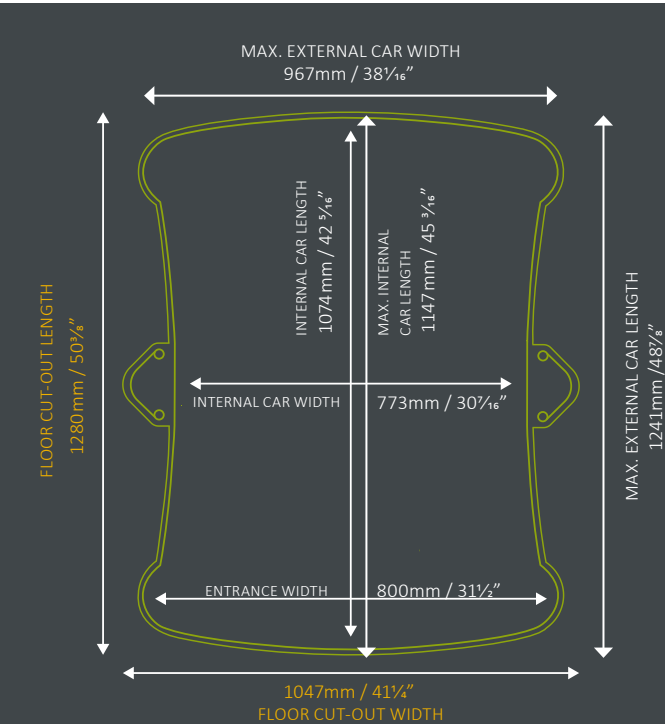 MAX. EXTERNAL CAR WIDTH
967mm / 38¹⁄₁₆”
FLOOR CUT-OUT LENGTH
1280mm / 50³⁄₈”
INTERNAL CAR LENGTH
1074mm / 42 ⁵⁄₁₆”
MAX. INTERNAL
CAR LENGTH
1147mm / 45 ³⁄₁₆”
MAX. EXTERNAL CAR LENGTH
1241mm /48⁷⁄₈”
INTERNAL CAR WIDTH 773mm / 30⁷⁄₁₆”
ENTRANCE WIDTH 800mm / 31½”
1047mm / 41¼”
FLOOR CUT-OUT WIDTH